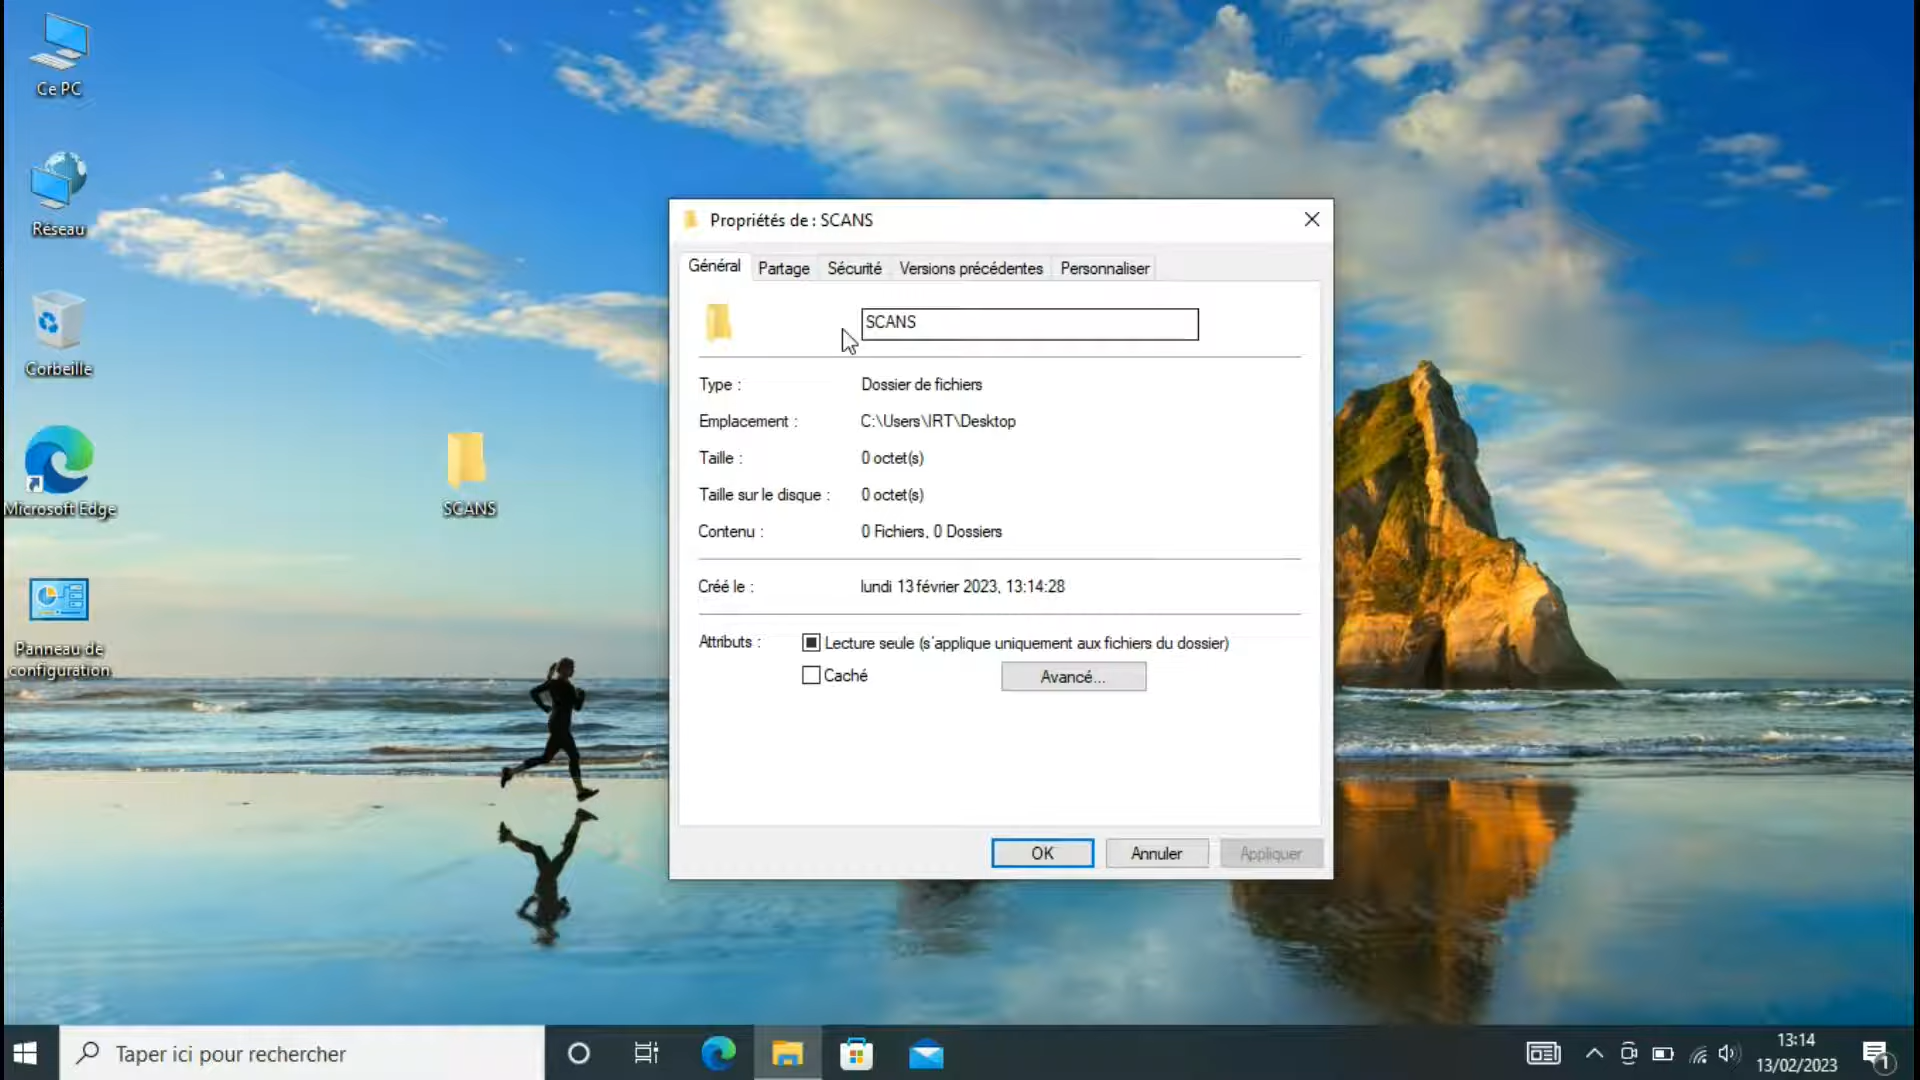 Ce PC
Réseau
Corbeille
Microsoft Edge
Panneau de
configuration
SCANS
Propriétés de : SCANS
Général Partage Sécurité Versions précédentes Personnaliser
SCANS
Type : Dossier de fichiers
Emplacement : C:\Users\IRT\Desktop
Taille : 0 octet(s)
Taille sur le disque : 0 octet(s)
Contenu : 0 Fichiers, 0 Dossiers
Créé le : lundi 13 février 2023, 13:14:28
Attributs : Lecture seule (s'applique uniquement aux fichiers du dossier)
Caché Avancé...
OK Annuler Appliquer
Taper ici pour rechercher
13:14
13/02/2023
1